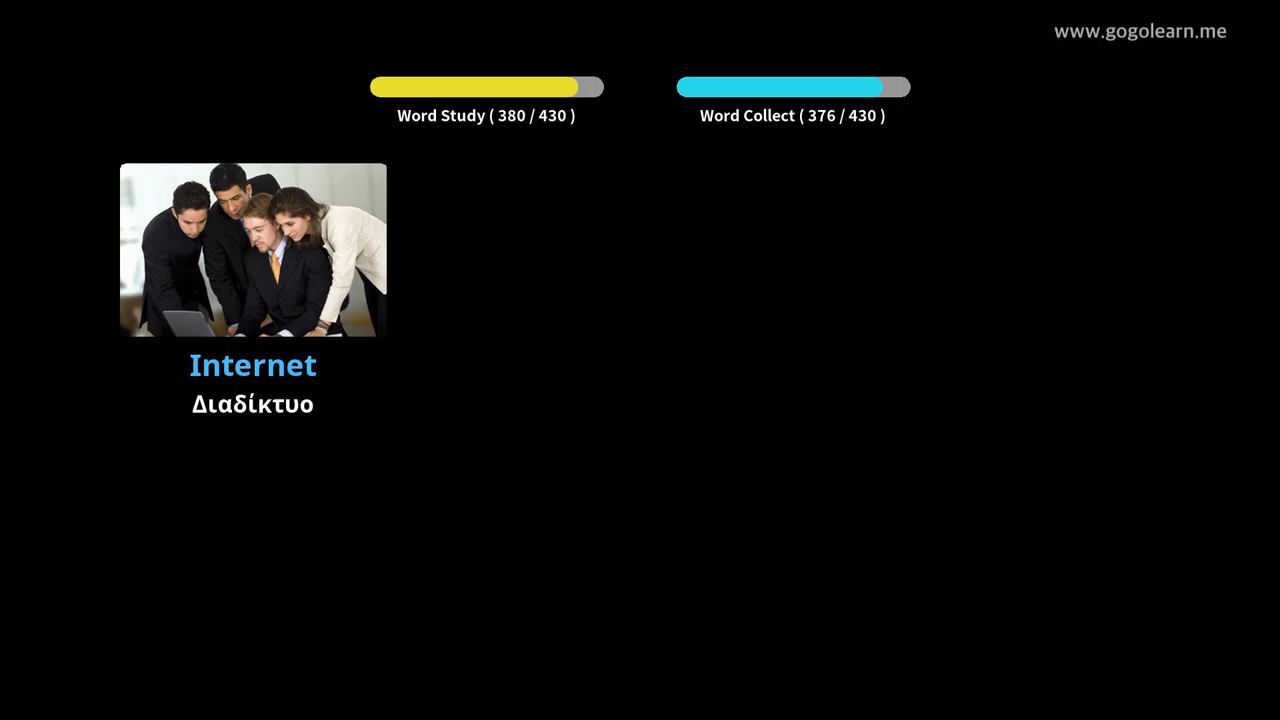 www.gogolearn.me
Word Study ( 380 / 430 )
Word Collect ( 376 / 430 )
Internet
Διαδίκτυο